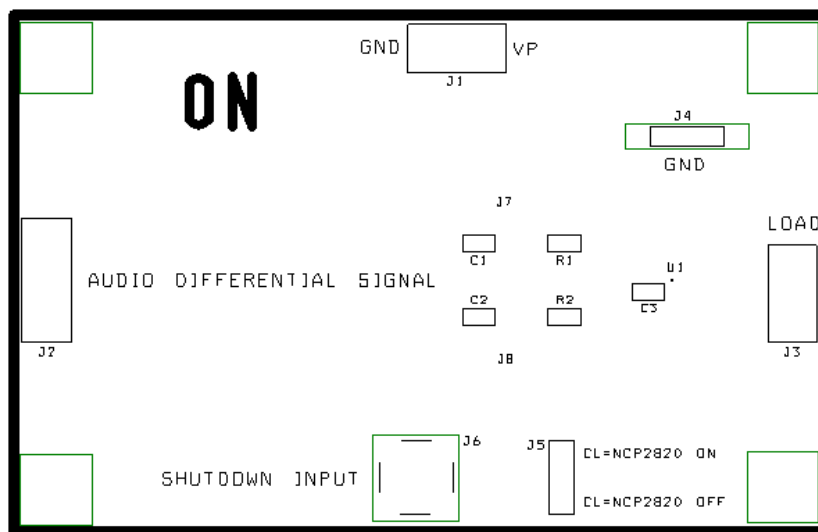 GND VP
J1
ON
J4
GND
J7
LOAD
C1 R1
U1
AUDIO DIFFERENTIAL SIGNAL
C2 R2
C3
J2
J8
J3
J6
J5
CL=NCP2820 ON
SHUTDOWN INPUT
CL=NCP2820 OFF